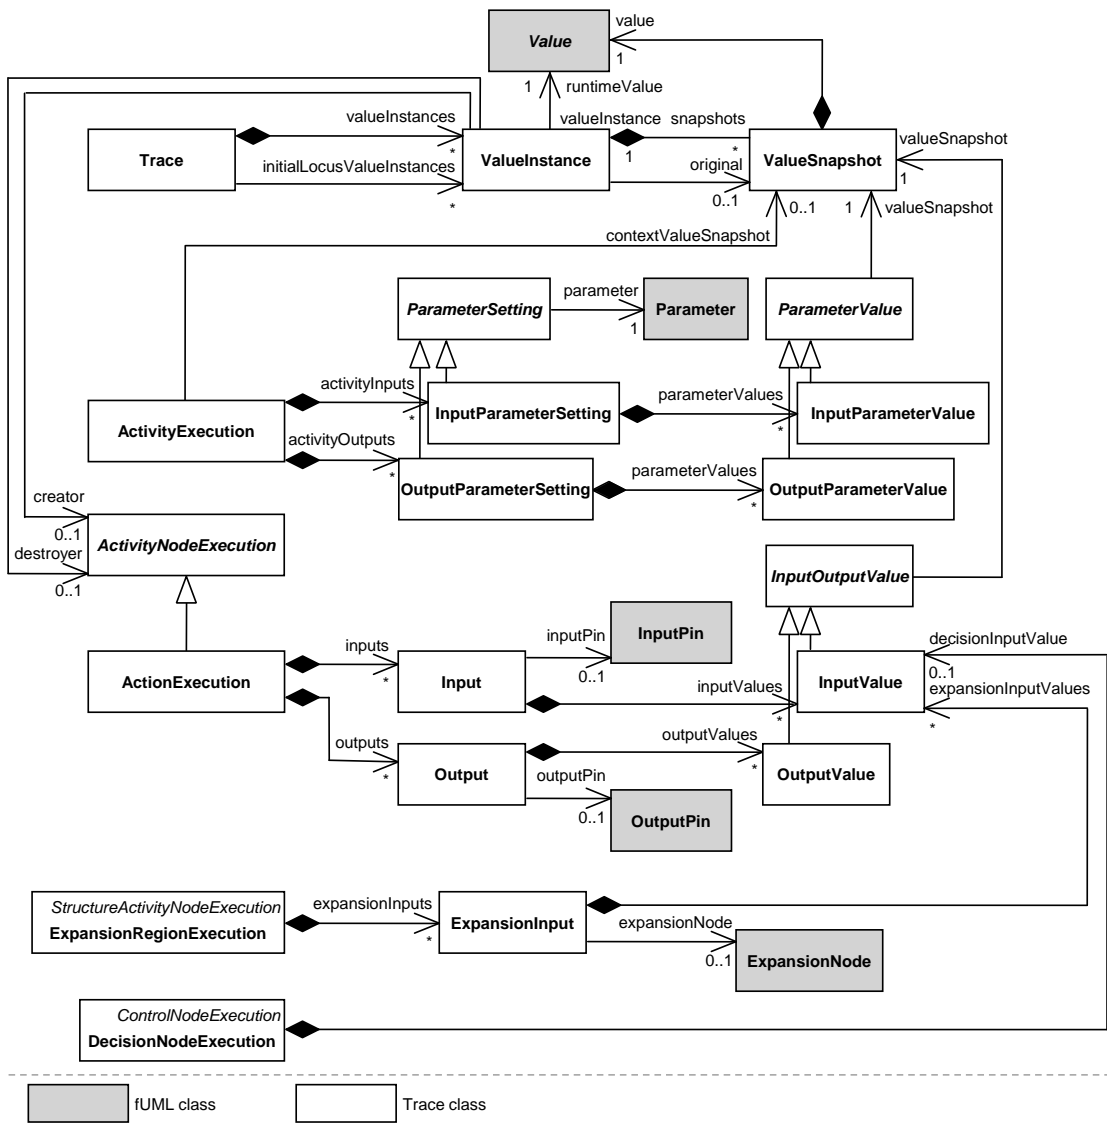 value
Value
1
1
runtimeValue
valueInstances
valueInstance
snapshots
valueSnapshot
Trace
*
ValueInstance
1
*
ValueSnapshot
initialLocusValueInstances
original
1
*
0..1
0..1
1
valueSnapshot
contextValueSnapshot
ParameterSetting
parameter
1
Parameter
ParameterValue
activityInputs
*
InputParameterSetting
parameterValues
*
InputParameterValue
ActivityExecution
activityOutputs
*
OutputParameterSetting
parameterValues
*
OutputParameterValue
creator
0..1
destroyer
0..1
ActivityNodeExecution
InputOutputValue
inputPin
0..1
InputPin
decisionInputValue
0..1
ActionExecution
inputs
*
Input
inputValues
*
InputValue
expansionInputValues
*
outputs
*
Output
outputValues
*
OutputValue
outputPin
0..1
OutputPin
StructureActivityNodeExecution
ExpansionRegionExecution
expansionInputs
*
ExpansionInput
expansionNode
0..1
ExpansionNode
ControlNodeExecution
DecisionNodeExecution
fUML class
Trace class